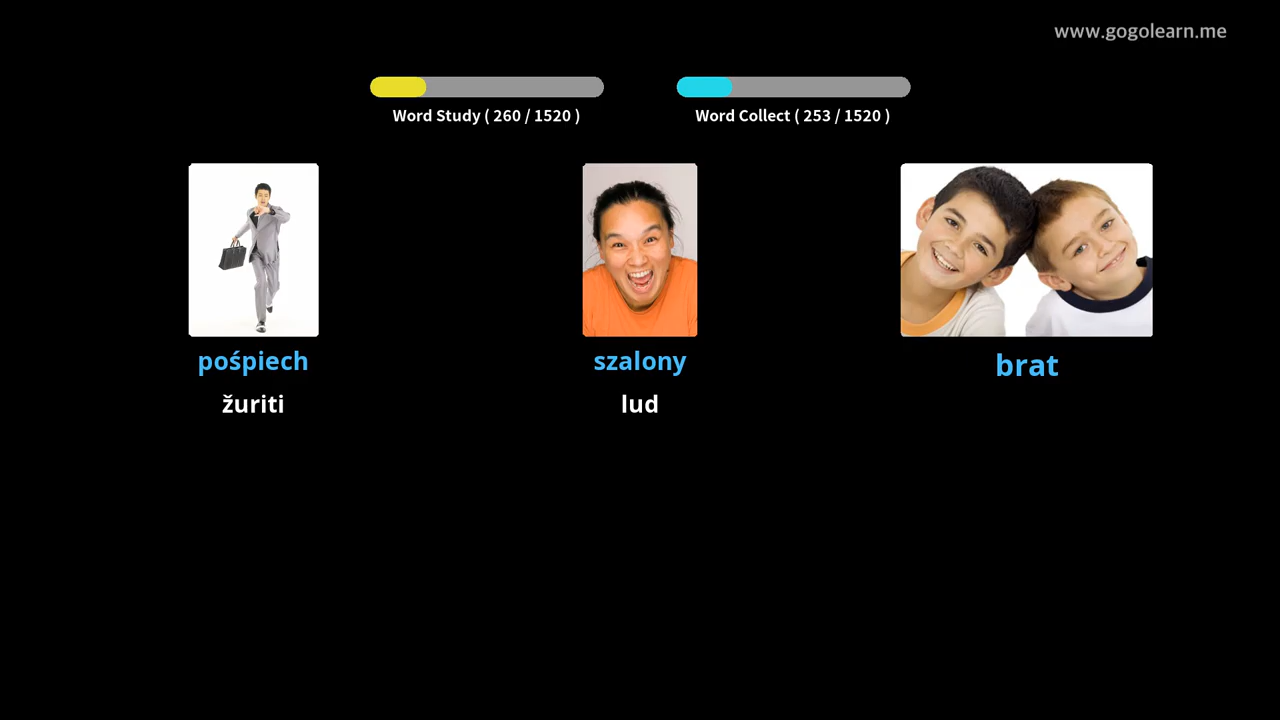 www.gogolearn.me
Word Study ( 260 / 1520 )
Word Collect ( 253 / 1520 )
pośpiech
szalony
brat
žuriti
lud